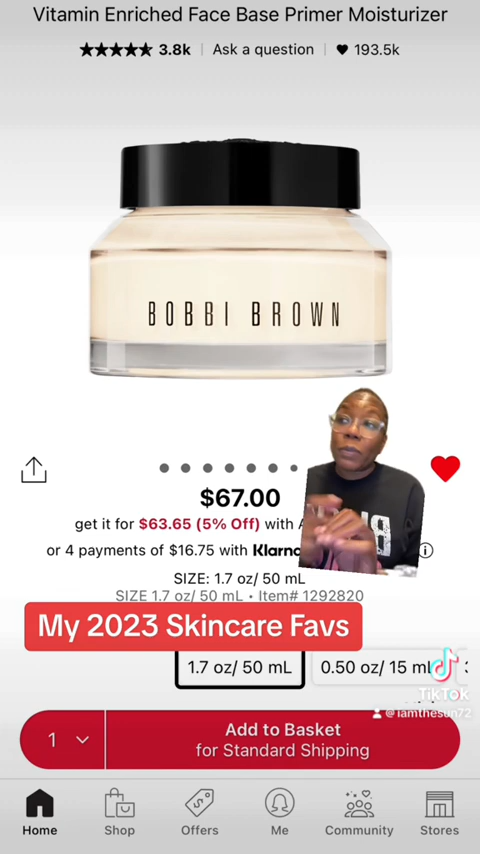 Vitamin Enriched Face Base Primer Moisturizer
3.8k | Ask a question | 193.5k
BOBBI BROWN
$67.00
get it for $63.65 (5% Off) with
or 4 payments of $16.75 with Klarna
SIZE: 1.7 oz/ 50 mL
SIZE 1.7 oz/ 50 mL • Item# 1292820
My 2023 Skincare Favs
1.7 oz/ 50 mL
0.50 oz/ 15 mL
TikTok
@iamthesun72
1
Add to Basket
for Standard Shipping
Home
Shop
Offers
Me
Community
Stores